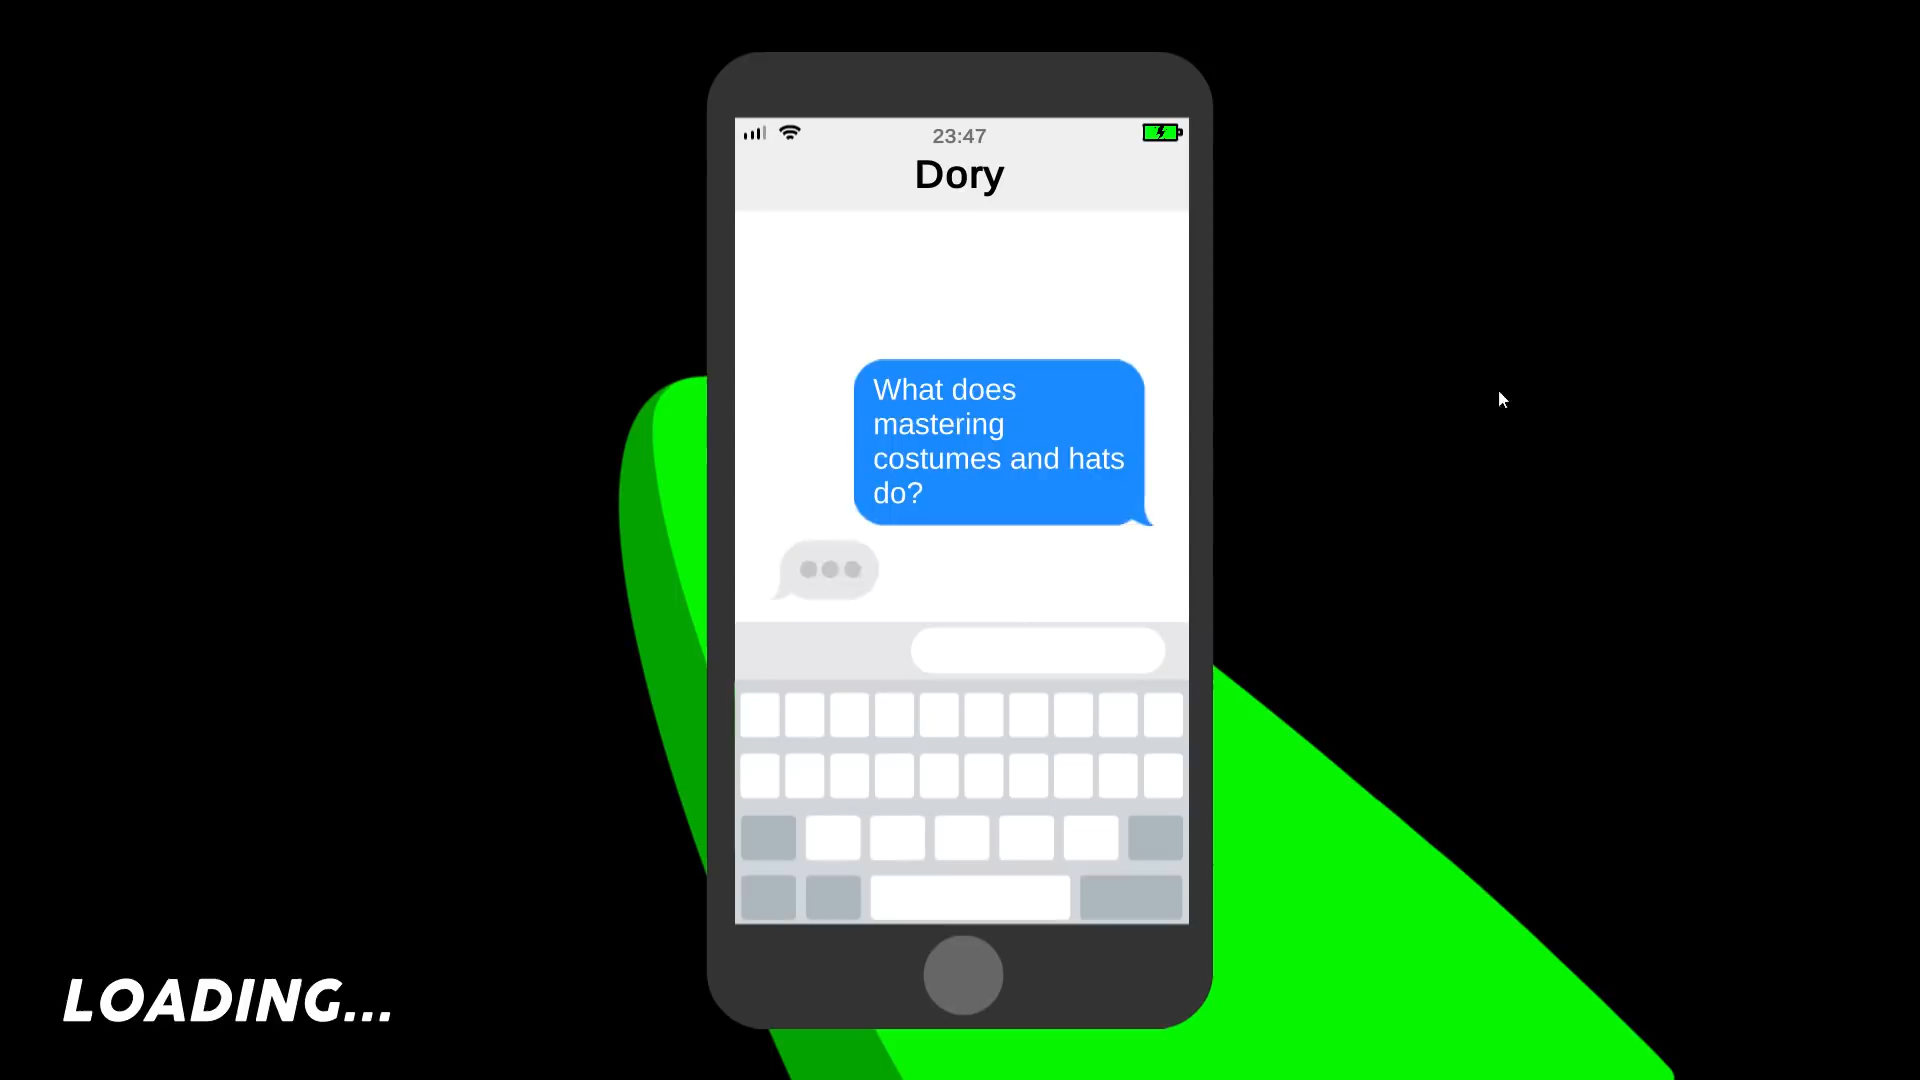 23:47
Dory
What does
mastering
costumes and hats
do?
LOADING...